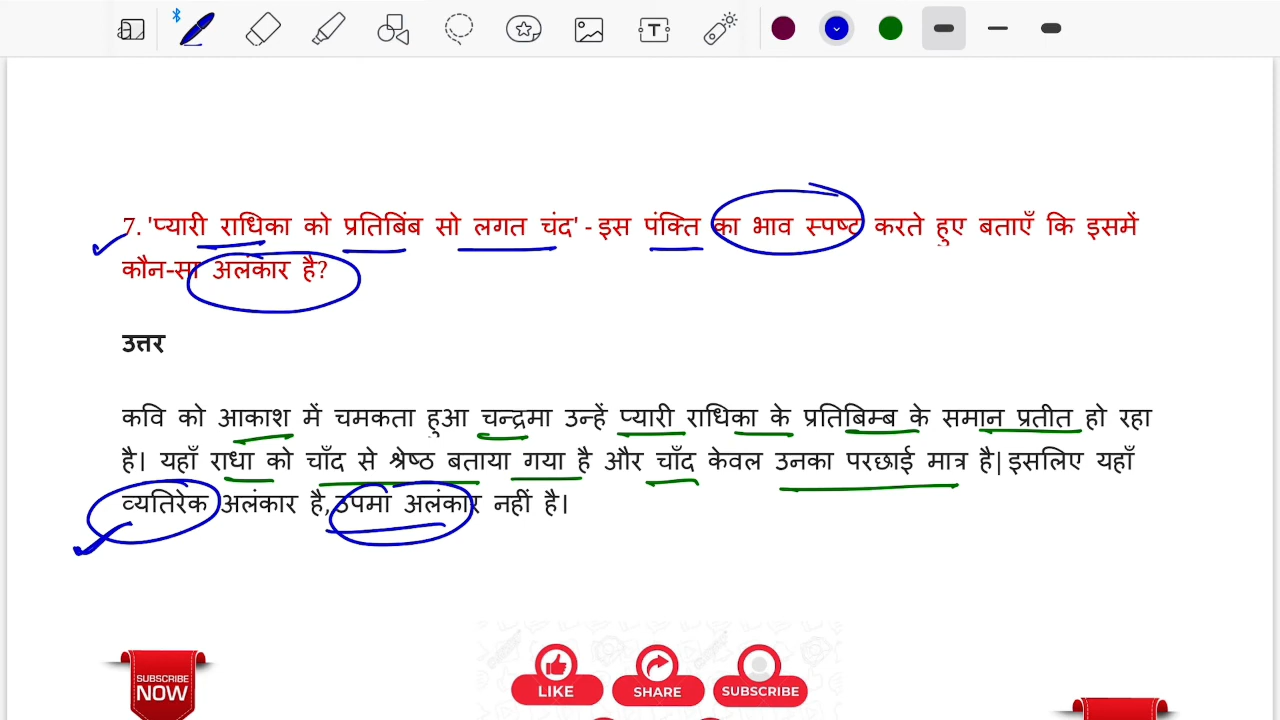 T
7. 'प्यारी राधिका को प्रतिबिंब सो लगत चंद' - इस पंक्ति का भाव स्पष्ट करते हुए बताएँ कि इसमें
कौन-सा अलंकार है?
उत्तर
कवि को आकाश में चमकता हुआ चन्द्रमा उन्हें प्यारी राधिका के प्रतिबिम्ब के समान प्रतीत हो रहा
है। यहाँ राधा को चाँद से श्रेष्ठ बताया गया है और चाँद केवल उनका परछाई मात्र है| इसलिए यहाँ
व्यतिरेक अलंकार है, उपमा अलंकार नहीं है।
SUBSCRIBE
NOW
LIKE SHARE SUBSCRIBE